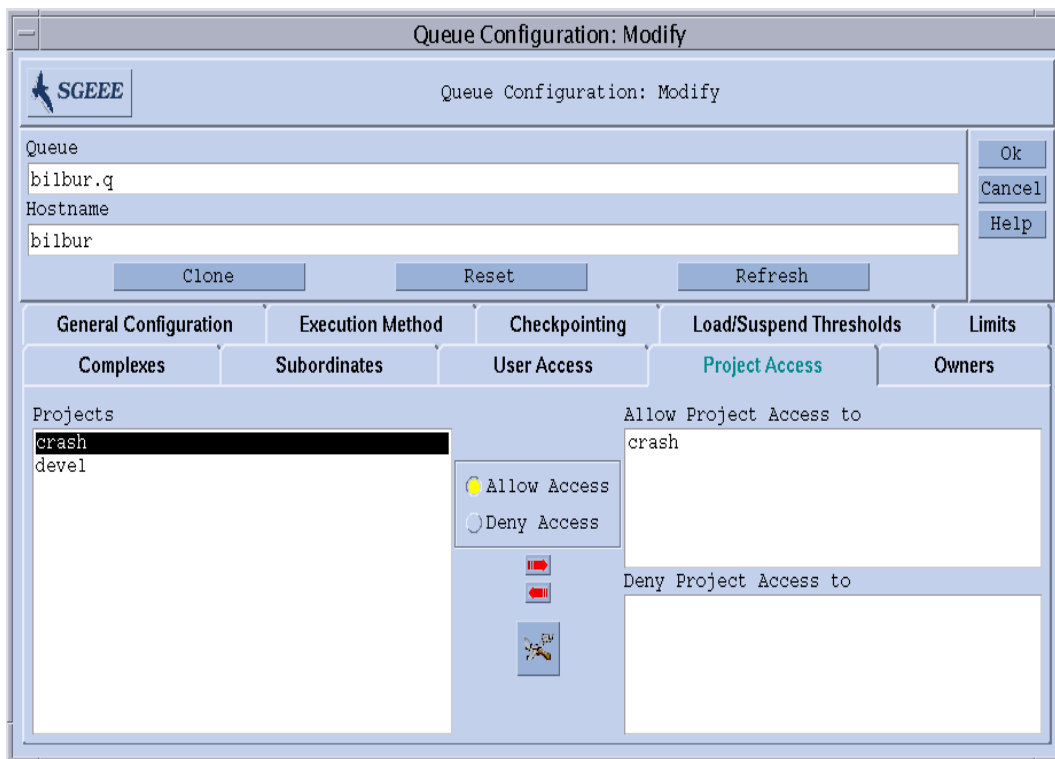 Queue Configuration: Modify
SGEEE
Queue Configuration: Modify
Queue
bilbur.q
Hostname
bilbur
Ok
Cancel
Help
Clone Reset Refresh
General Configuration Execution Method Checkpointing Load/Suspend Thresholds Limits
Complexes Subordinates User Access Project Access Owners
Projects
crash
devel
Allow Access
Deny Access
Allow Project Access to
crash
Deny Project Access to